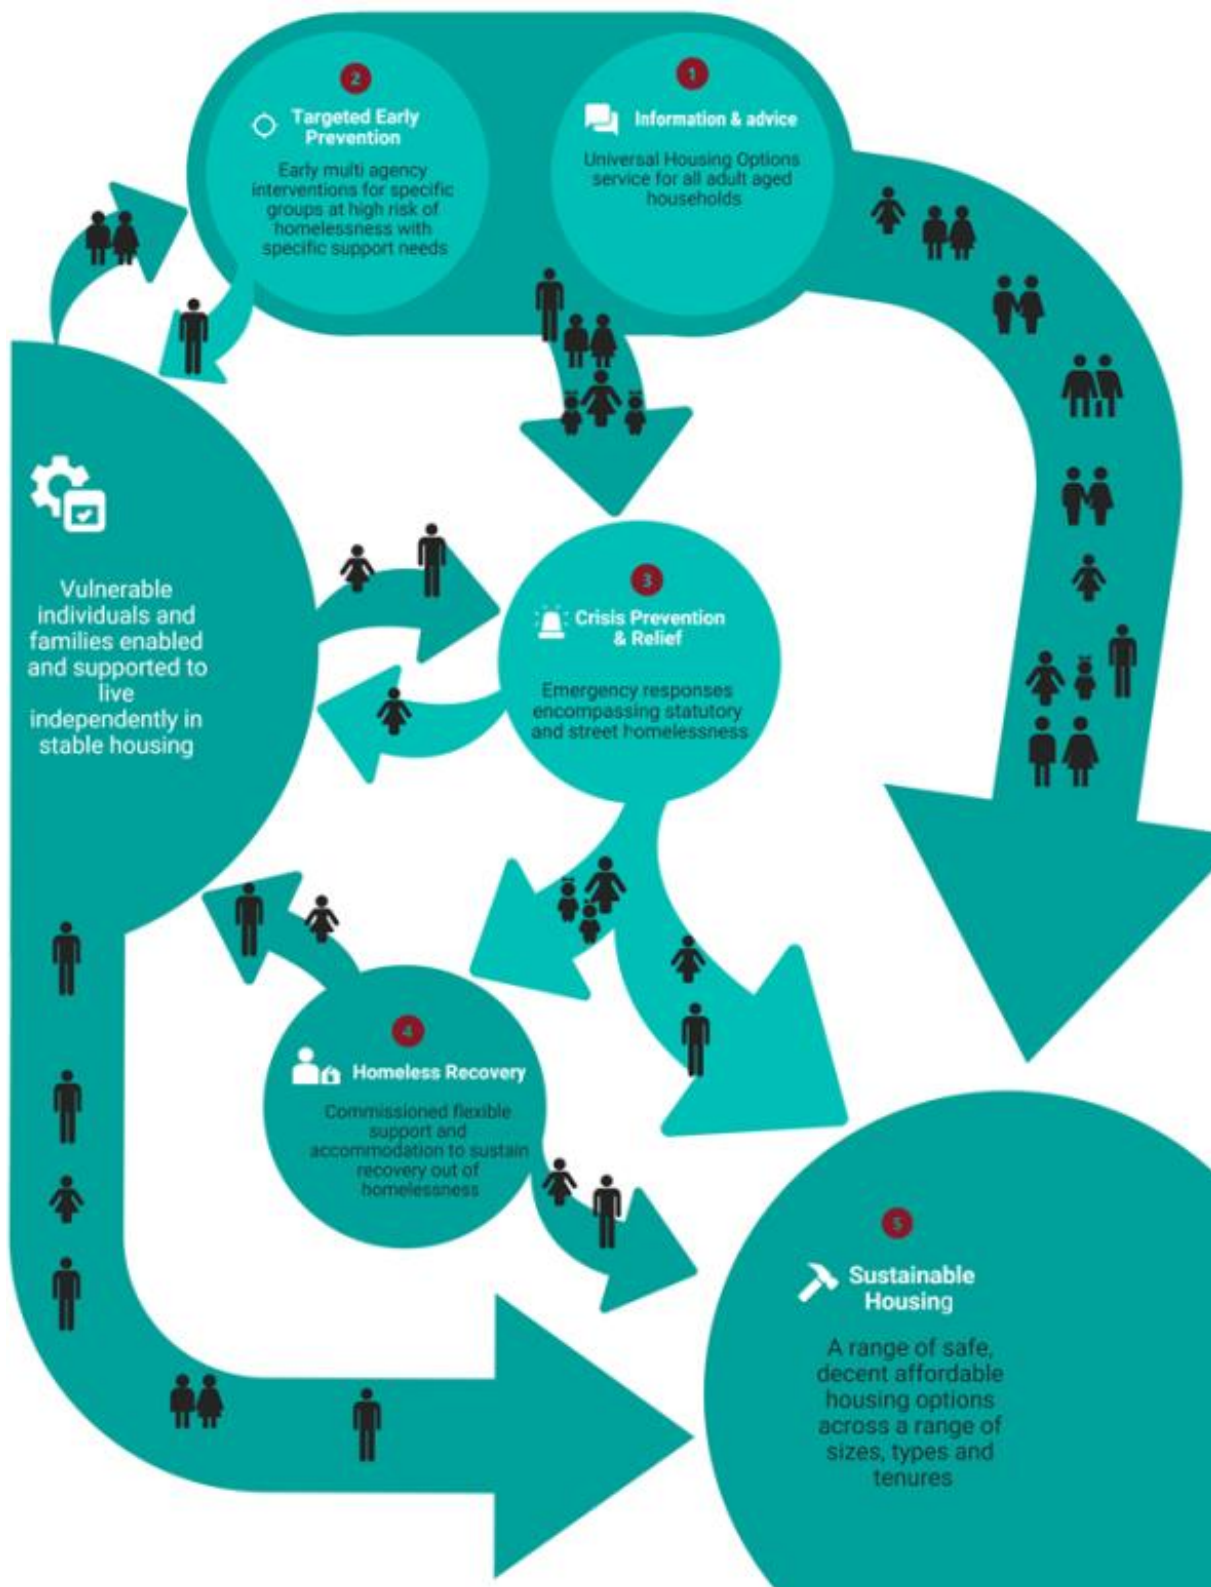 2
Targeted Early
Prevention
Early multi agency
interventions for specific
groups at high risk of
homelessness with
specific support needs
1
Information & advice
Universal Housing Options
service for all adult aged
households
Vulnerable
individuals and
families enabled
and supported to
live
independently in
stable housing
3
Crisis Prevention
& Relief
Emergency responses
encompassing statutory
and street homelessness
4
Homeless Recovery
Commissioned flexible
support and
accommodation to sustain
recovery out of
homelessness
5
Sustainable
Housing
A range of safe,
decent affordable
housing options
across a range of
sizes, types and
tenures